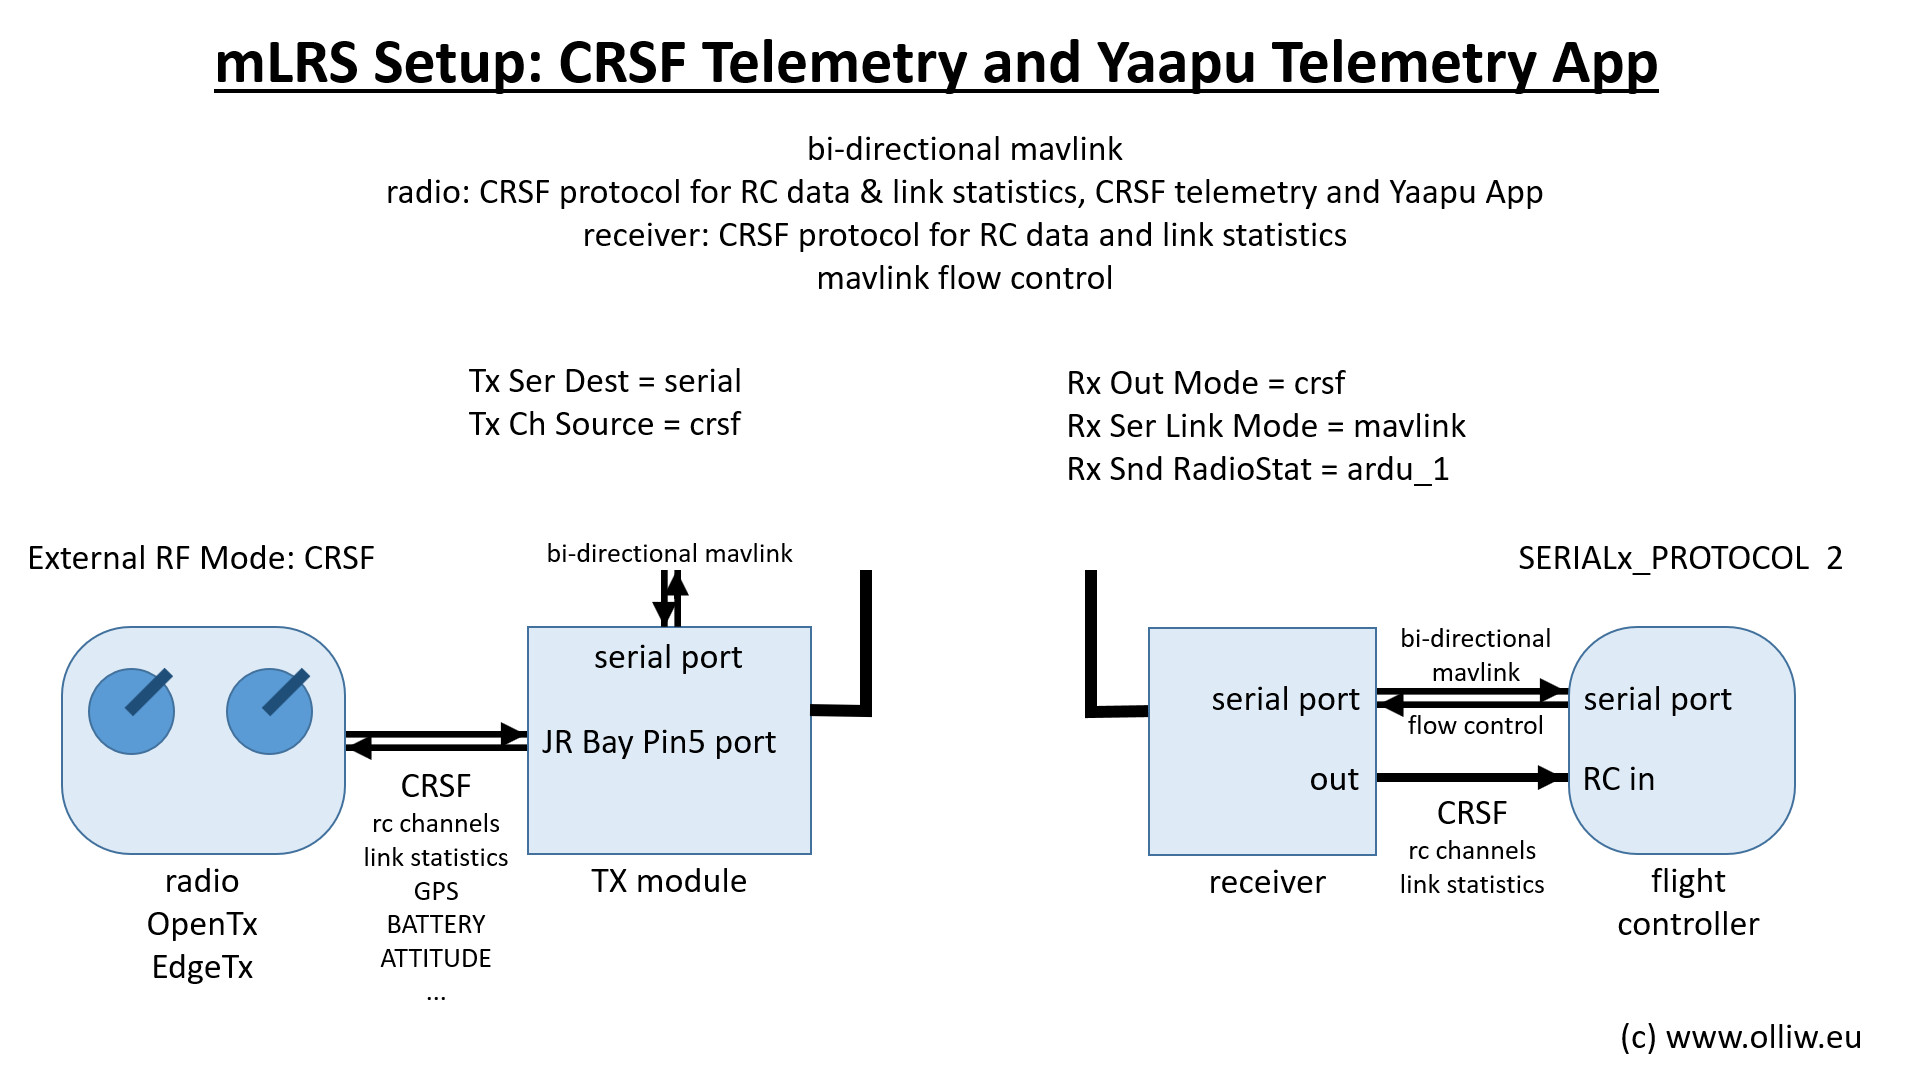 mLRS Setup: CRSF Telemetry and Yaapu Telemetry App
bi-directional mavlink
radio: CRSF protocol for RC data & link statistics, CRSF telemetry and Yaapu App
receiver: CRSF protocol for RC data and link statistics
mavlink flow control
Tx Ser Dest = serial
Tx Ch Source = crsf
Rx Out Mode = crsf
Rx Ser Link Mode = mavlink
Rx Snd RadioStat = ardu_1
External RF Mode: CRSF
bi-directional mavlink
serial port
JR Bay Pin5 port
CRSF
rc channels
link statistics
GPS
BATTERY
ATTITUDE
...
radio
OpenTx
EdgeTx
TX module
SERIALx_PROTOCOL 2
bi-directional
mavlink
serial port
flow control
serial port
out
RC in
CRSF
rc channels
link statistics
receiver
flight
controller
(c) www.olliw.eu